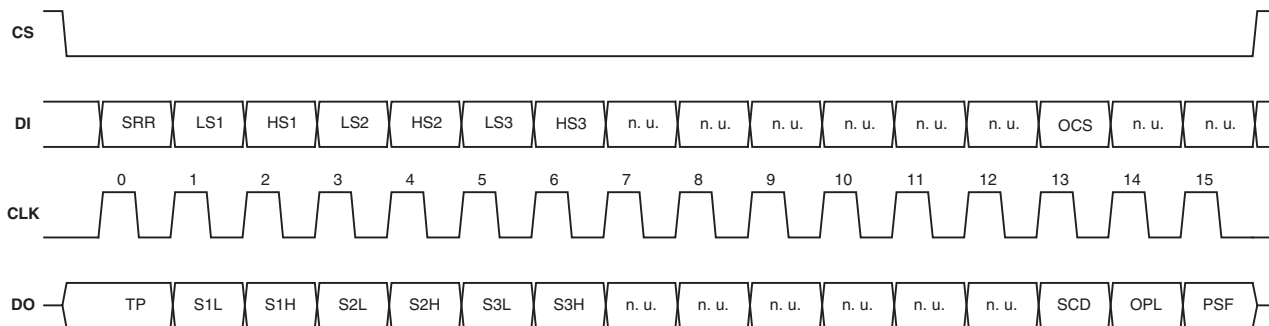 CS
DI SRR LS1 HS1 LS2 HS2 LS3 HS3 n. u. n. u. n. u. n. u. n. u. n. u. OCS n. u. n. u.
0 1 2 3 4 5 6 7 8 9 10 11 12 13 14 15
CLK
DO TP S1L S1H S2L S2H S3L S3H n. u. n. u. n. u. n. u. n. u. n. u. SCD OPL PSF